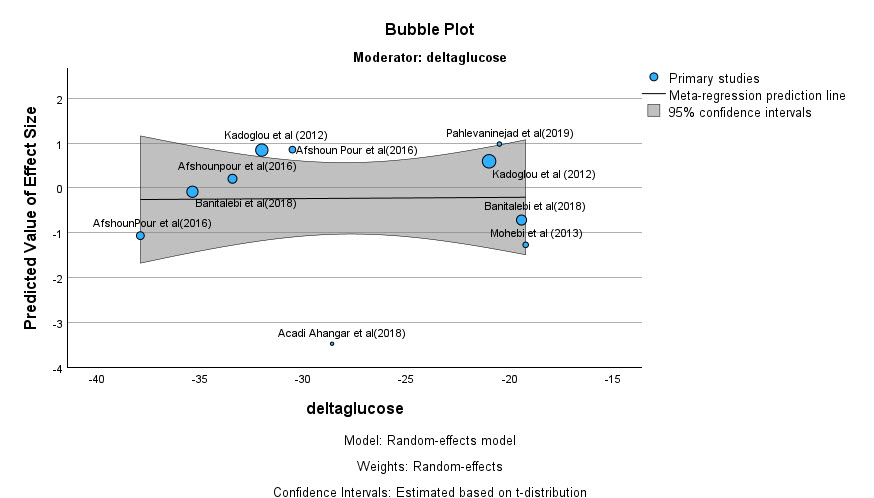 Bubble Plot
Moderator: deltaglucose
Primary studies
Meta-regression prediction line
95% confidence intervals
Predicted Value of Effect Size
2
1
0
-1
-2
-3
-4
Kadoglou et al (2012)
Afshoun Pour et al(2016)
Pahlevaninejad et al(2019)
Afshounpour et al(2016)
Kadoglou et al (2012)
Banitalebi et al(2018)
Banitalebi et al(2018)
AfshounPour et al(2016)
Mohebi et al (2013)
Acadi Ahangar et al(2018)
-40
-35
-30
-25
-20
-15
deltaglucose
Model: Random-effects model
Weights: Random-effects
Confidence Intervals: Estimated based on t-distribution